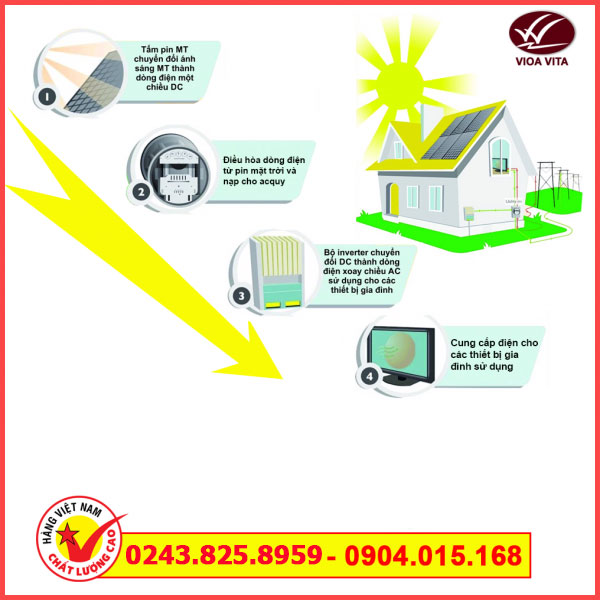 VIOA VITA
1
Tấm pin MT
chuyển đổi ánh
sáng MT thành
dòng điện một
chiều DC
2
Điều hòa dòng điện
từ pin mặt trời và
nạp cho acquy
3
Bộ inverter chuyển
đổi DC thành dòng
điện xoay chiều AC
sử dụng cho các
thiết bị gia đình
4
Cung cấp điện cho
các thiết bị gia
đình sử dụng
HÀNG VIỆT NAM
CHẤT LƯỢNG CAO
0243.825.8959 - 0904.015.168